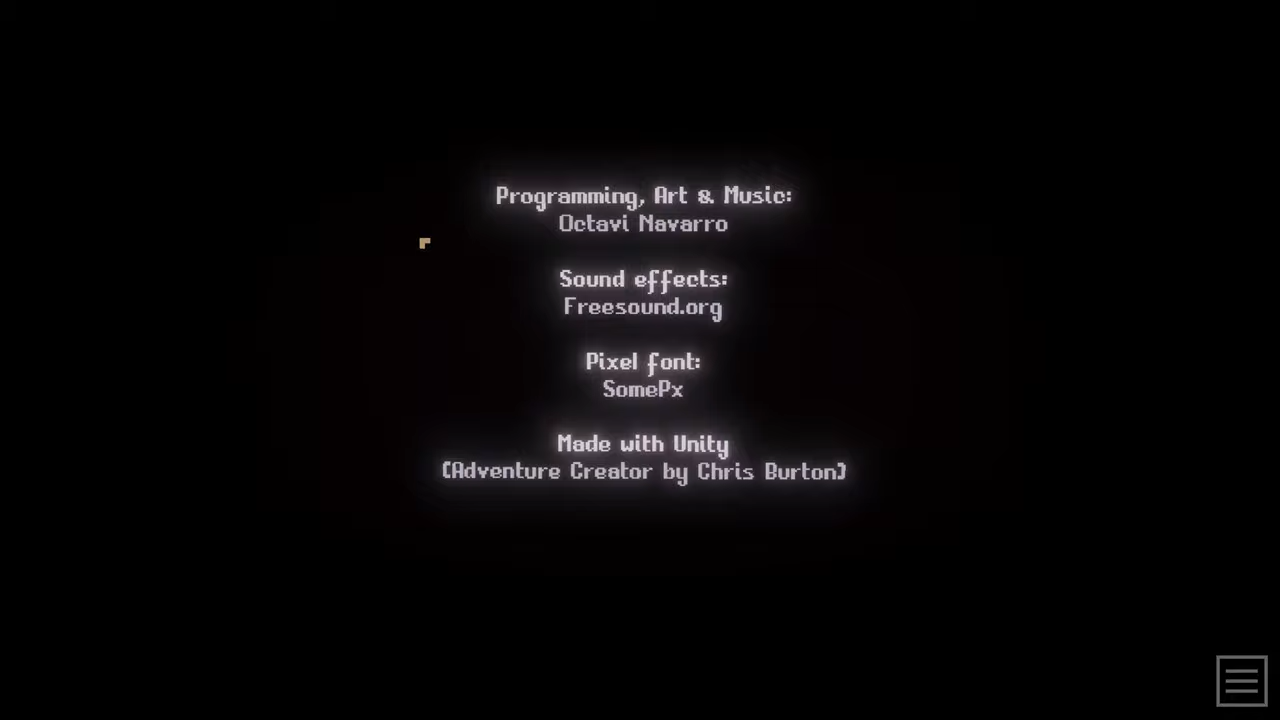 Programming, Art & Music:
Octavi Navarro
Sound effects:
Freesound.org
Pixel font:
SomePx
Made with Unity
(Adventure Creator by Chris Burton)